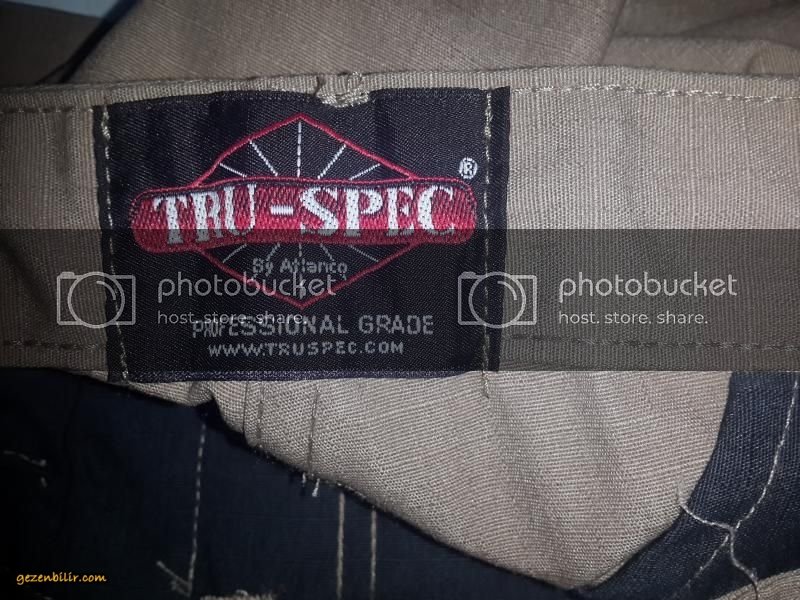 TRU-SPEC®
By Atlanco
photobucket photobucket
host. store. share. host. store. share.
PROFESSIONAL GRADE
WWW.TRUSPEC.COM
gezenbilir.com